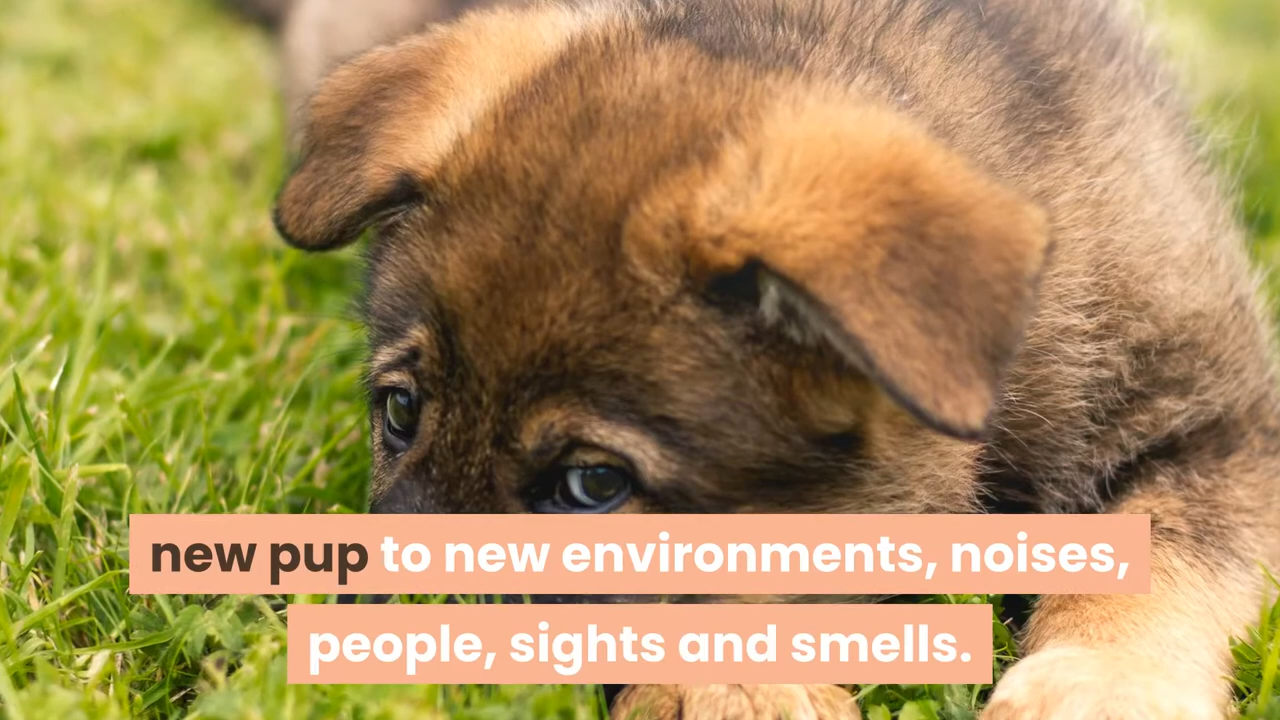 new pup to new environments, noises,
people, sights and smells.